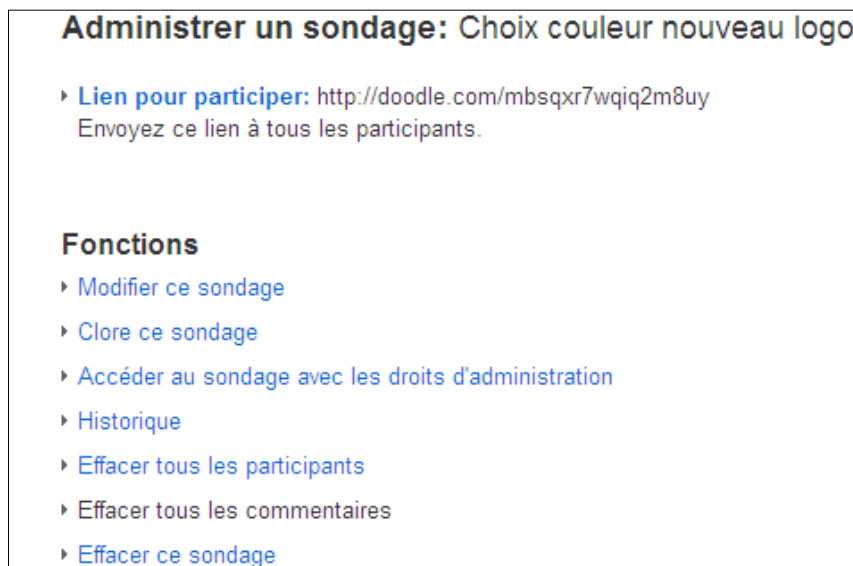 Administrer un sondage: Choix couleur nouveau logo
Lien pour participer: http://doodle.com/mbsqxr7wqiq2m8uy
Envoyez ce lien à tous les participants.
Fonctions
Modifier ce sondage
Clore ce sondage
Accéder au sondage avec les droits d'administration
Historique
Effacer tous les participants
Effacer tous les commentaires
Effacer ce sondage